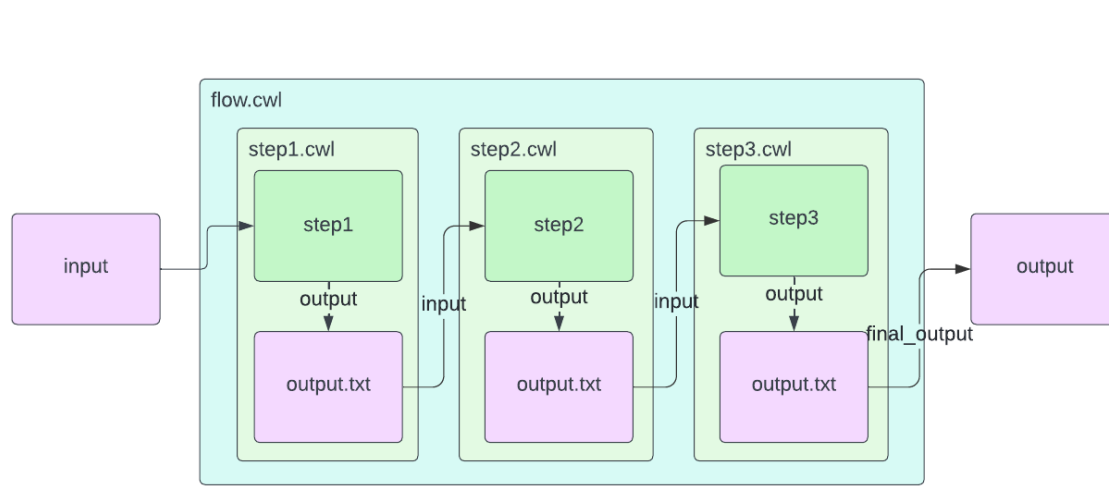 flow.cwl
step1.cwl
step2.cwl
step3.cwl
step1
step2
step3
input
output
output
output
output
input
input
final_output
output.txt
output.txt
output.txt